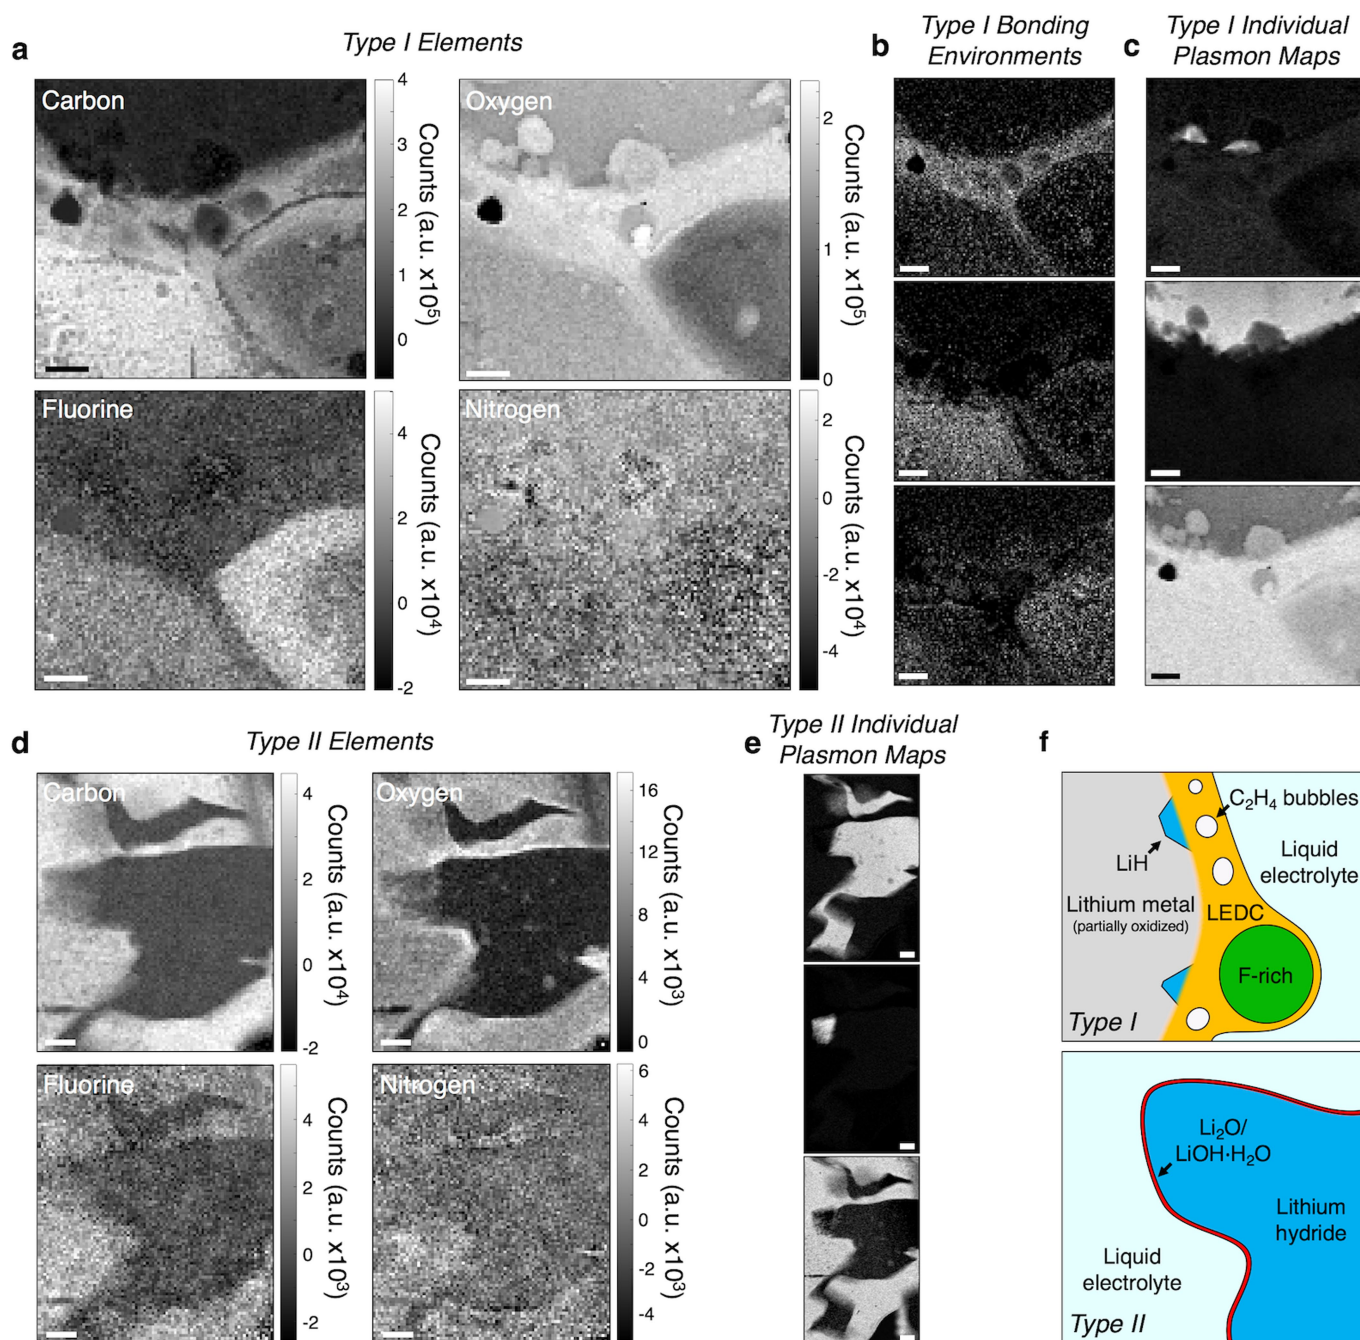 a
Type I Elements
b
Type I Bonding
Environments
c
Type I Individual
Plasmon Maps
Carbon
4
3
2
1
0
Counts (a.u. x10⁵)
Oxygen
2
1
0
Counts (a.u. x10⁵)
Fluorine
4
2
0
-2
Counts (a.u. x10⁴)
Nitrogen
2
0
-2
-4
Counts (a.u. x10⁴)
d
Type II Elements
Carbon
4
2
0
-2
Counts (a.u. x10⁴)
Oxygen
16
12
8
4
0
Counts (a.u. x10³)
Fluorine
4
2
0
-2
Counts (a.u. x10³)
Nitrogen
6
4
2
0
-2
-4
Counts (a.u. x10³)
e
Type II Individual
Plasmon Maps
f
C₂H₄ bubbles
LiH
Liquid
electrolyte
Lithium metal
(partially oxidized)
LEDC
F-rich
Type I
Li₂O/
LiOH·H₂O
Lithium
hydride
Liquid
electrolyte
Type II